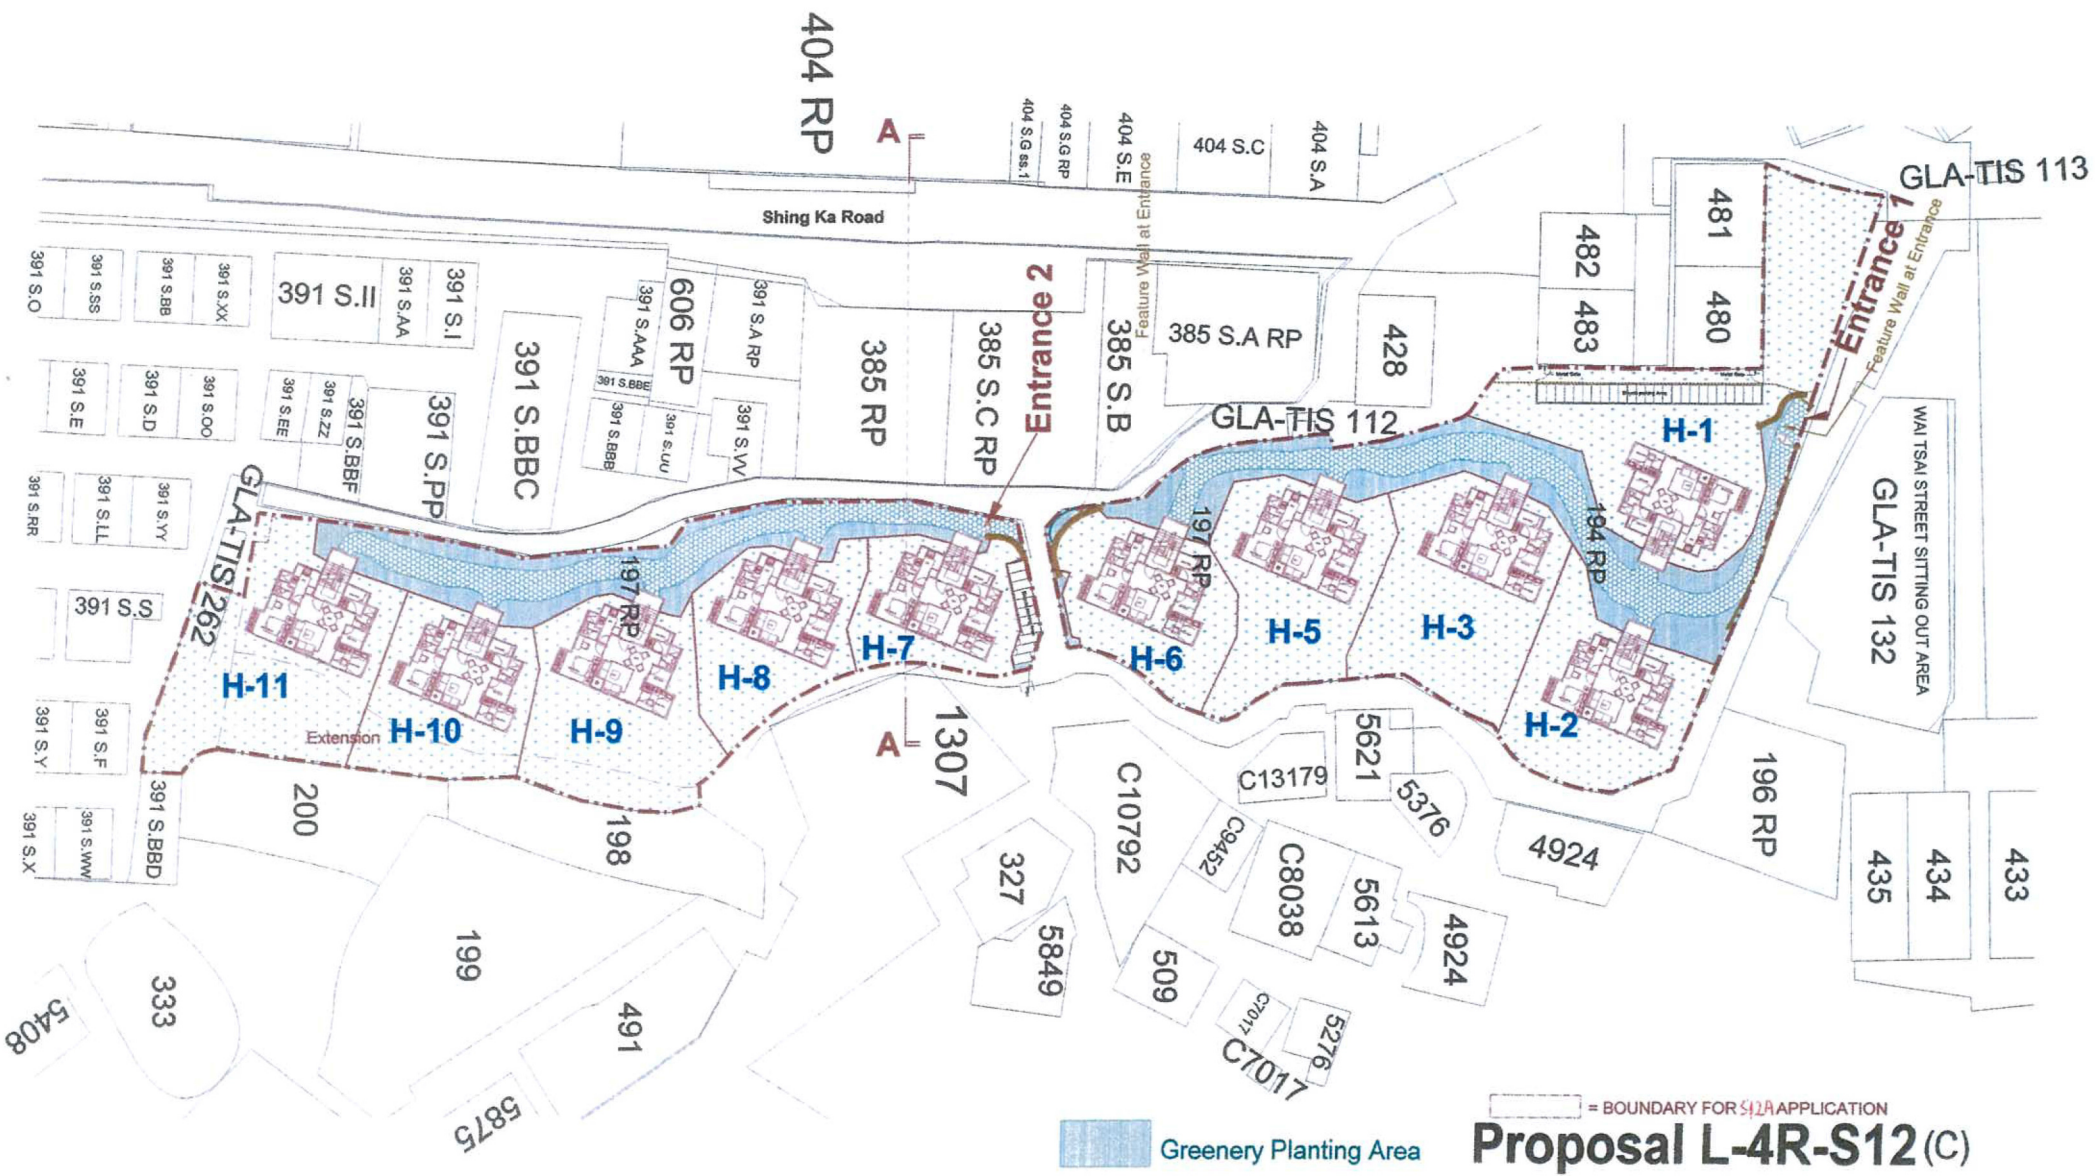 404 RP
A
404 S.G ss.1
404 S.G RP
404 S.E
404 S.C
404 S.A
GLA-TIS 113
Shing Ka Road
Feature Wall at Entrance
481
482
483
480
Entrance 1
Feature Wall at Entrance
391 S.O
391 S.SS
391 S.BB
391 S.XX
391 S.II
391 S.AA
391 S.I
391 S.BBC
391 S.AAA
606 RP
391 S.A RP
391 S.BBE
391 S.BBB
391 S.UU
391 S.VV
385 RP
385 S.C RP
Entrance 2
385 S.B
385 S.A RP
428
GLA-TIS 112
391 S.E
391 S.D
391 S.OO
391 S.EE
391 S.ZZ
391 S.BBF
391 S.PP
391 S.RR
391 S.LL
391 S.YY
GLA-TIS 262
391 S.S
391 S.Y
391 S.F
391 S.X
391 S.WW
391 S.BBD
H-1
H-2
H-3
H-5
H-6
H-7
H-8
H-9
H-10
H-11
Extension
197 RP
197 RP
194 RP
WAI TSAI STREET SITTING OUT AREA
GLA-TIS 132
A
1307
200
198
199
333
5408
491
5875
327
5849
C10792
509
C13179
5621
5376
C9452
C8038
5613
4924
4924
C7017
C7017
5276
196 RP
435
434
433
= BOUNDARY FOR S12A APPLICATION
Greenery Planting Area
Proposal L-4R-S12 (C)